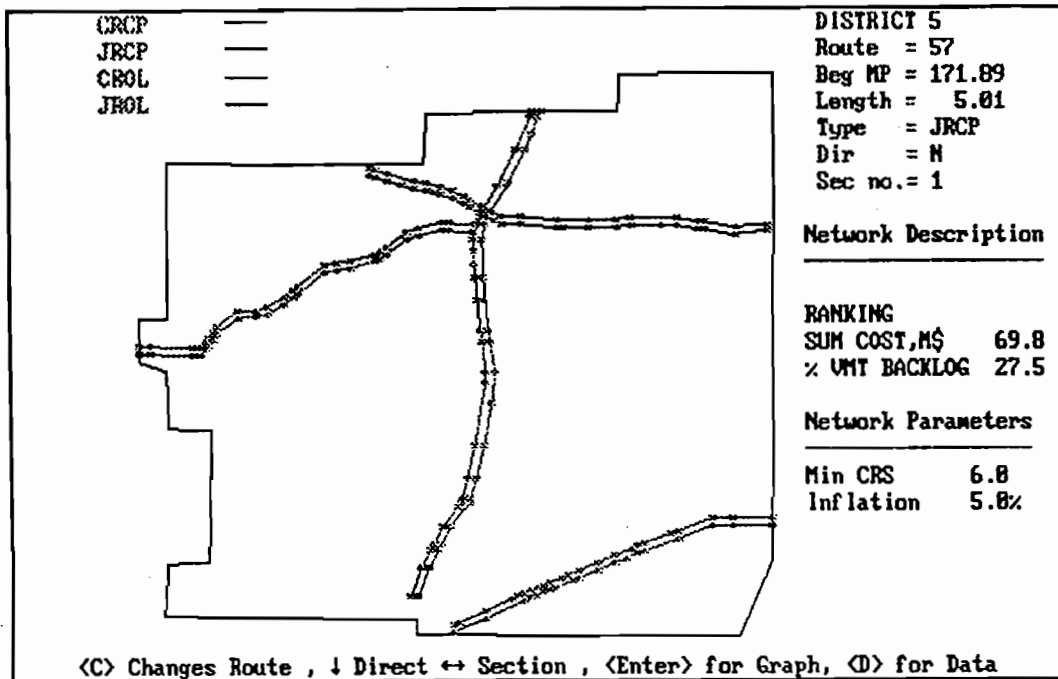 CRCP
JRCP
CROL
JROL
DISTRICT 5
Route = 57
Beg MP = 171.89
Length = 5.01
Type = JRCP
Dir = N
Sec no.= 1
Network Description
RANKING
SUM COST,M$ 69.8
% VMT BACKLOG 27.5
Network Parameters
Min CRS 6.0
Inflation 5.0%
<C> Changes Route , ↓ Direct ↔ Section , <Enter> for Graph, <D> for Data